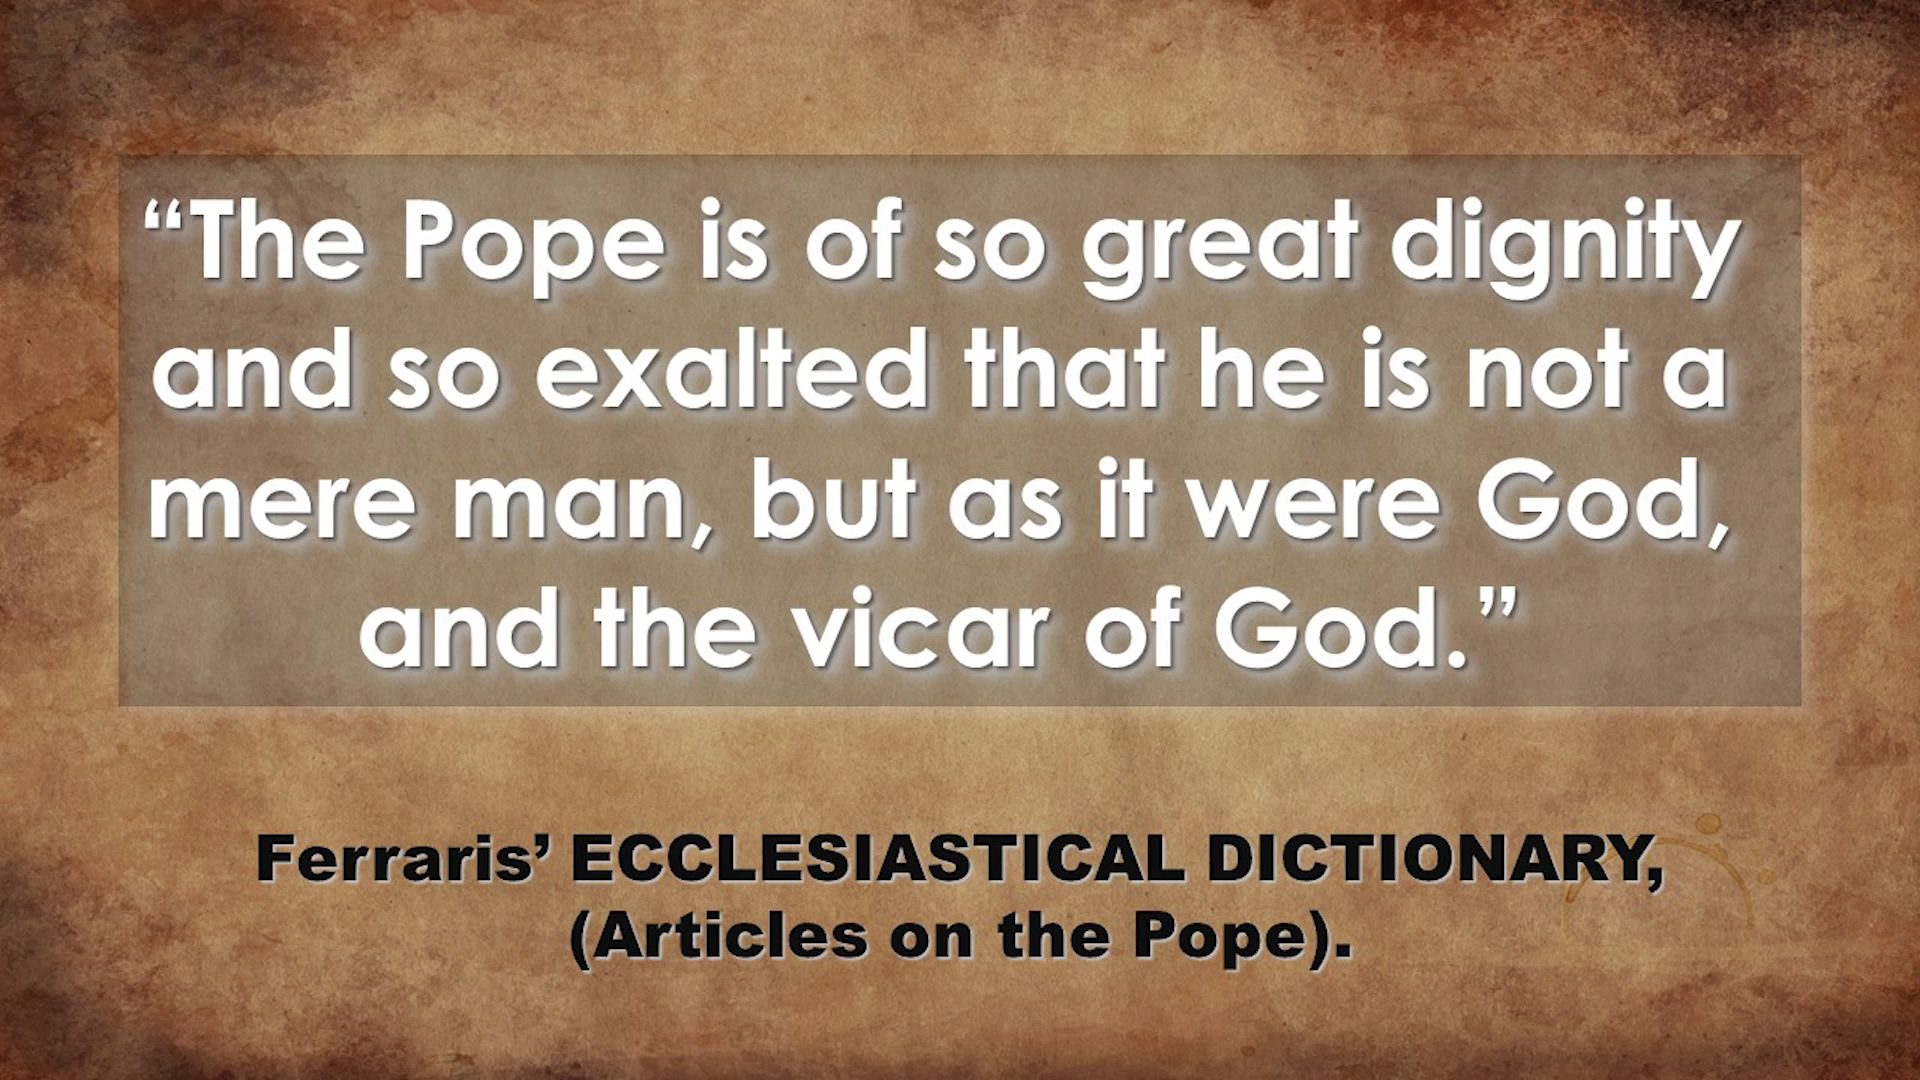 “The Pope is of so great dignity
and so exalted that he is not a
mere man, but as it were God,
and the vicar of God.”
Ferraris’ ECCLESIASTICAL DICTIONARY,
(Articles on the Pope).